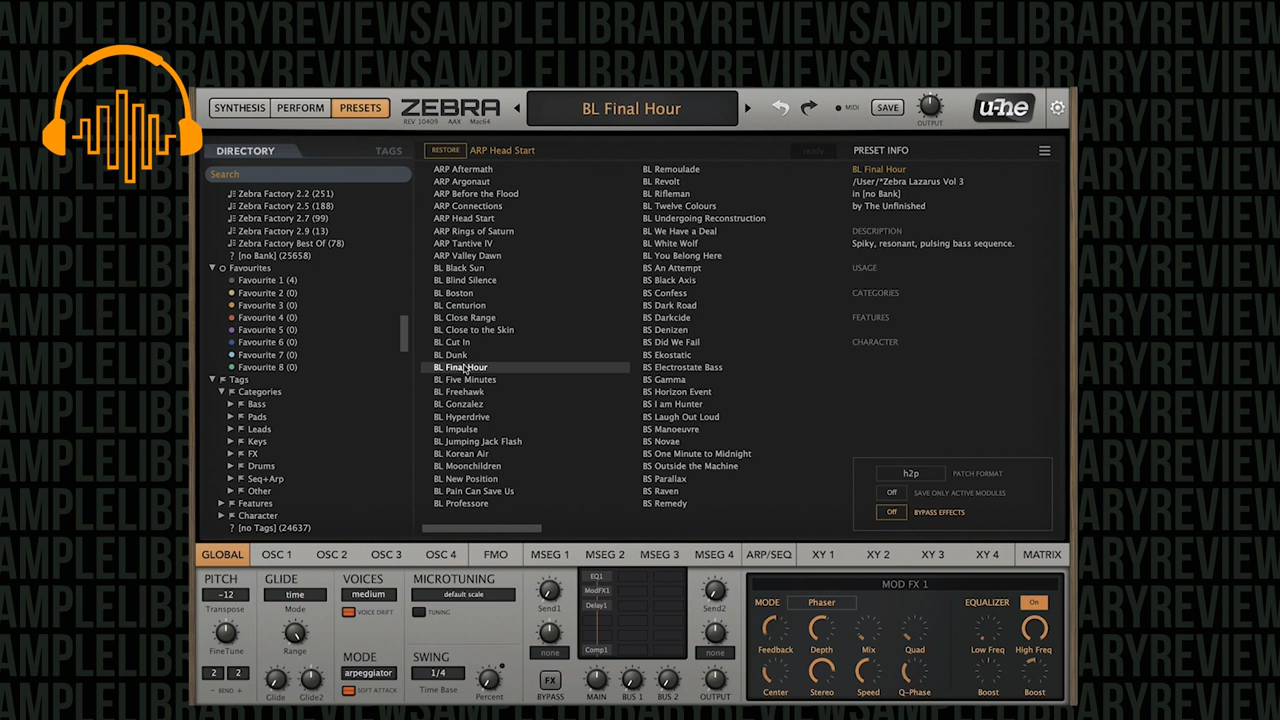 SAMPLELIBRARYREVIEWS
SYNTHESIS PERFORM PRESETS
ZEBRA
REV 10409 AAX Mac64
BL Final Hour
MIDI
SAVE
OUTPUT
u-he
DIRECTORY TAGS
Search
Zebra Factory 2.2 (251)
Zebra Factory 2.5 (188)
Zebra Factory 2.7 (99)
Zebra Factory 2.9 (13)
Zebra Factory Best Of (78)
? [no Bank] (25658)
Favourites
Favourite 1 (4)
Favourite 2 (0)
Favourite 3 (0)
Favourite 4 (0)
Favourite 5 (0)
Favourite 6 (0)
Favourite 7 (0)
Favourite 8 (0)
Tags
Categories
Bass
Pads
Leads
Keys
FX
Drums
Seq+Arp
Other
Features
Character
? [no Tags] (24637)
RESTORE ARP Head Start
ready
ARP Aftermath
ARP Argonaut
ARP Before the Flood
ARP Connections
ARP Head Start
ARP Rings of Saturn
ARP Tantive IV
ARP Valley Dawn
BL Black Sun
BL Blind Silence
BL Boston
BL Centurion
BL Close Range
BL Close to the Skin
BL Cut In
BL Dunk
BL Final Hour
BL Five Minutes
BL Freehawk
BL Gonzalez
BL Hyperdrive
BL Impulse
BL Jumping Jack Flash
BL Korean Air
BL Moonchildren
BL New Position
BL Pain Can Save Us
BL Professore
BL Remoulade
BL Revolt
BL Rifleman
BL Twelve Colours
BL Undergoing Reconstruction
BL We Have a Deal
BL White Wolf
BL You Belong Here
BS An Attempt
BS Black Axis
BS Confess
BS Dark Road
BS Darkcide
BS Denizen
BS Did We Fail
BS Ekostatic
BS Electrostate Bass
BS Gamma
BS Horizon Event
BS I am Hunter
BS Laugh Out Loud
BS Manoeuvre
BS Novae
BS One Minute to Midnight
BS Outside the Machine
BS Parallax
BS Raven
BS Remedy
PRESET INFO
BL Final Hour
/User/*Zebra Lazarus Vol 3
in [no Bank]
by The Unfinished
DESCRIPTION
Spiky, resonant, pulsing bass sequence.
USAGE
CATEGORIES
FEATURES
CHARACTER
h2p PATCH FORMAT
Off SAVE ONLY ACTIVE MODULES
Off BYPASS EFFECTS
GLOBAL OSC 1 OSC 2 OSC 3 OSC 4 FMO MSEG 1 MSEG 2 MSEG 3 MSEG 4 ARP/SEQ XY 1 XY 2 XY 3 XY 4 MATRIX
PITCH
-12
Transpose
FineTune
2 2
- BEND +
GLIDE
time
Mode
Range
Glide Glide2
VOICES
medium
VOICE DRIFT
MODE
arpeggiator
SOFT ATTACK
MICROTUNING
default scale
TUNING
SWING
1/4
Time Base Percent
Send1
none
FX
BYPASS
EQ1
ModFX1
Delay1
Comp1
MAIN BUS 1 BUS 2
Send2
none
OUTPUT
MOD FX 1
MODE Phaser EQUALIZER On
Feedback Depth Mix Quad Low Freq High Freq
Center Stereo Speed Q-Phase Boost Boost